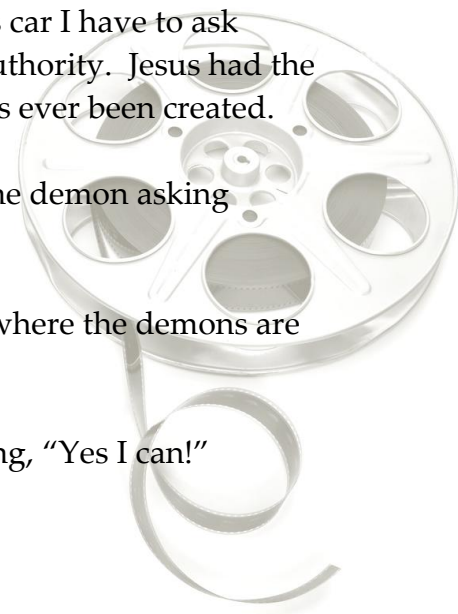 s car I have to ask
uthority. Jesus had the
s ever been created.
he demon asking
where the demons are
ng, “Yes I can!”